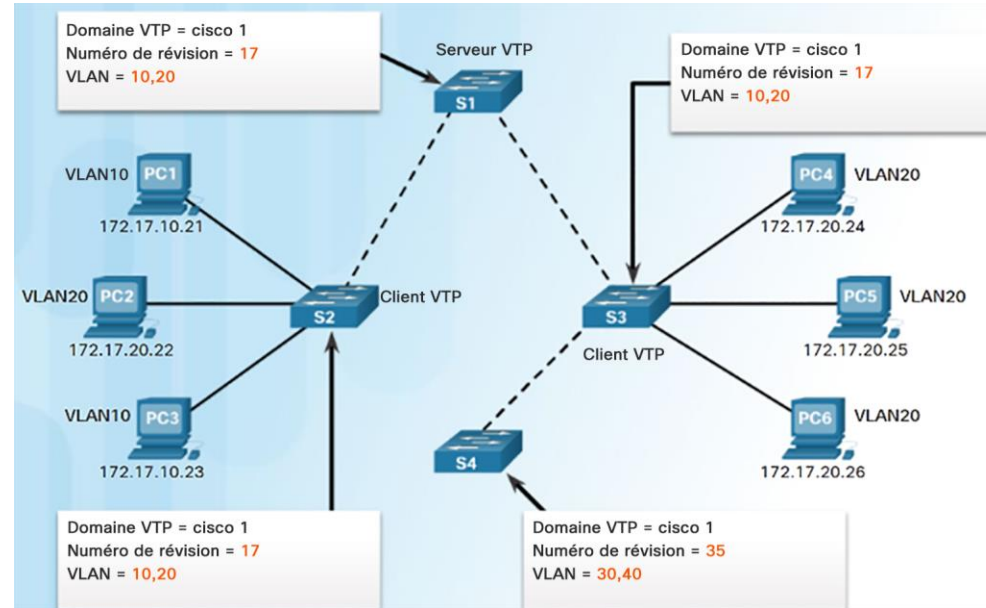 Domaine VTP = cisco 1
Numéro de révision = 17
VLAN = 10,20
Serveur VTP
S1
Domaine VTP = cisco 1
Numéro de révision = 17
VLAN = 10,20
VLAN10
PC1
172.17.10.21
VLAN20
PC2
172.17.20.22
VLAN10
PC3
172.17.10.23
S2
Client VTP
S3
Client VTP
S4
PC4
VLAN20
172.17.20.24
PC5
VLAN20
172.17.20.25
PC6
VLAN20
172.17.20.26
Domaine VTP = cisco 1
Numéro de révision = 17
VLAN = 10,20
Domaine VTP = cisco 1
Numéro de révision = 35
VLAN = 30,40